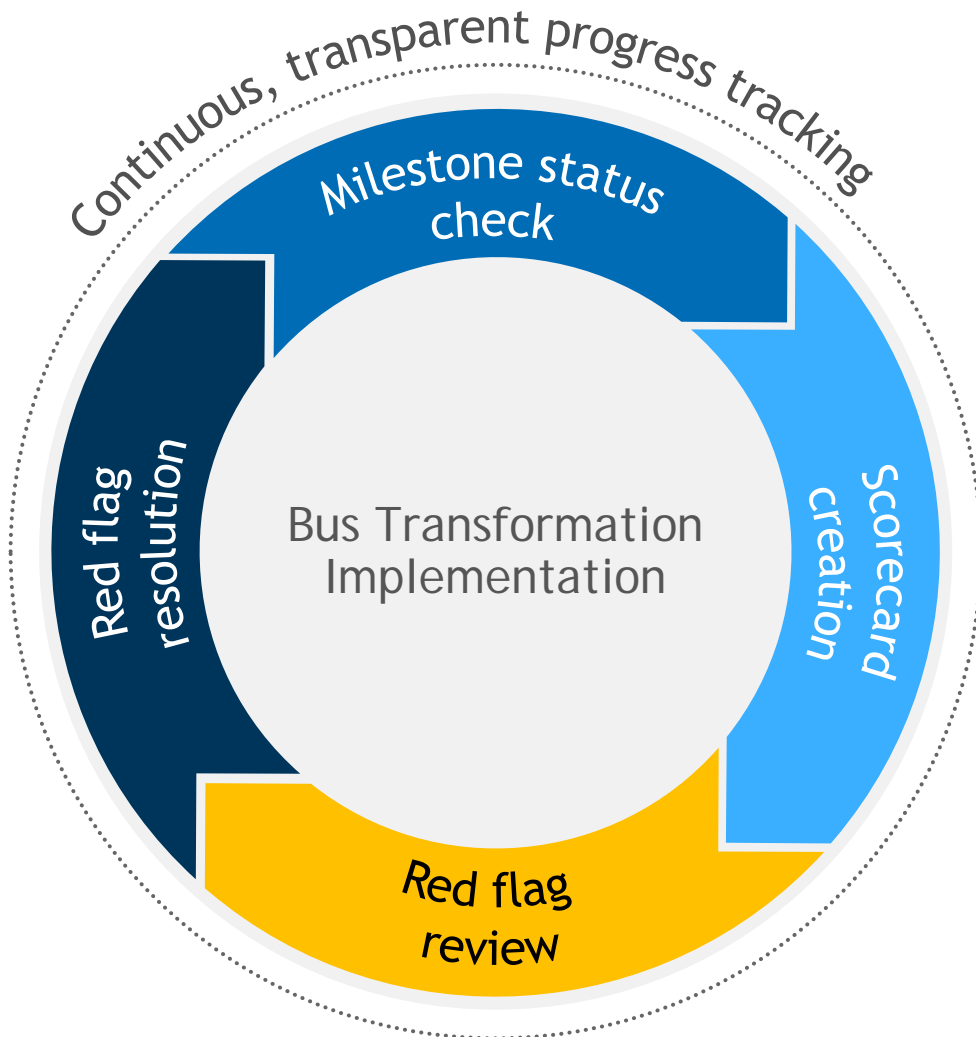 Continuous, transparent progress tracking
Milestone status
check
Scorecard
creation
Red flag
review
Red flag
resolution
Bus Transformation
Implementation